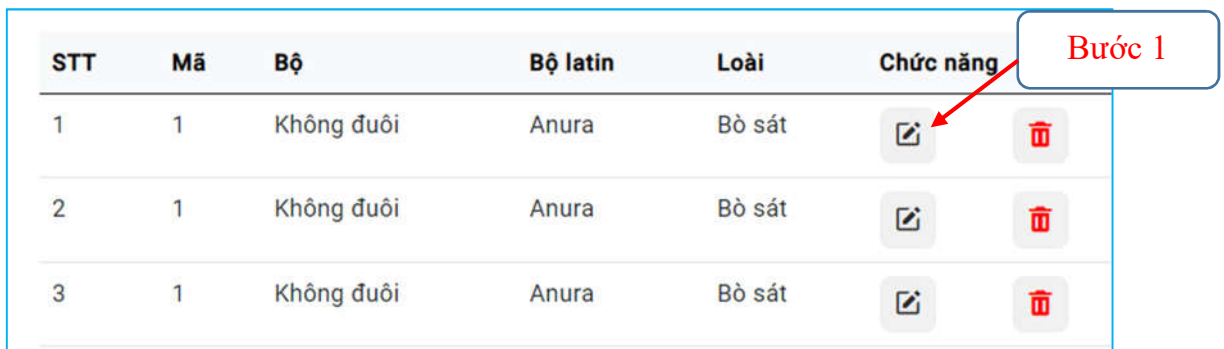 Bước 1
STT Mã Bộ Bộ latin Loài Chức năng
1 1 Không đuôi Anura Bò sát
2 1 Không đuôi Anura Bò sát
3 1 Không đuôi Anura Bò sát